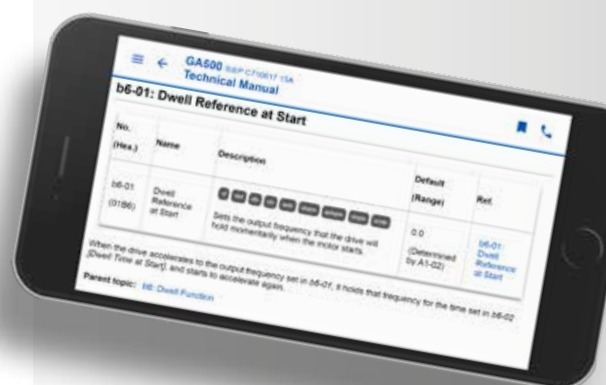 GA500
Technical Manual
b6-01: Dwell Reference at Start
No.
(Hex.)
Name
Description
Default
(Range)
Ref.
b6-01
(01B6)
Dwell
Reference
at Start
Sets the output frequency that the drive will
hold momentarily when the motor starts.
0.0
(Determined
by A1-02)
b6-01:
Dwell
Reference
at Start
When the drive accelerates to the output frequency set in b6-01, it holds that frequency for the time set in b6-02
[Dwell Time at Start], and starts to accelerate again.
Parent topic: b6: Dwell Function